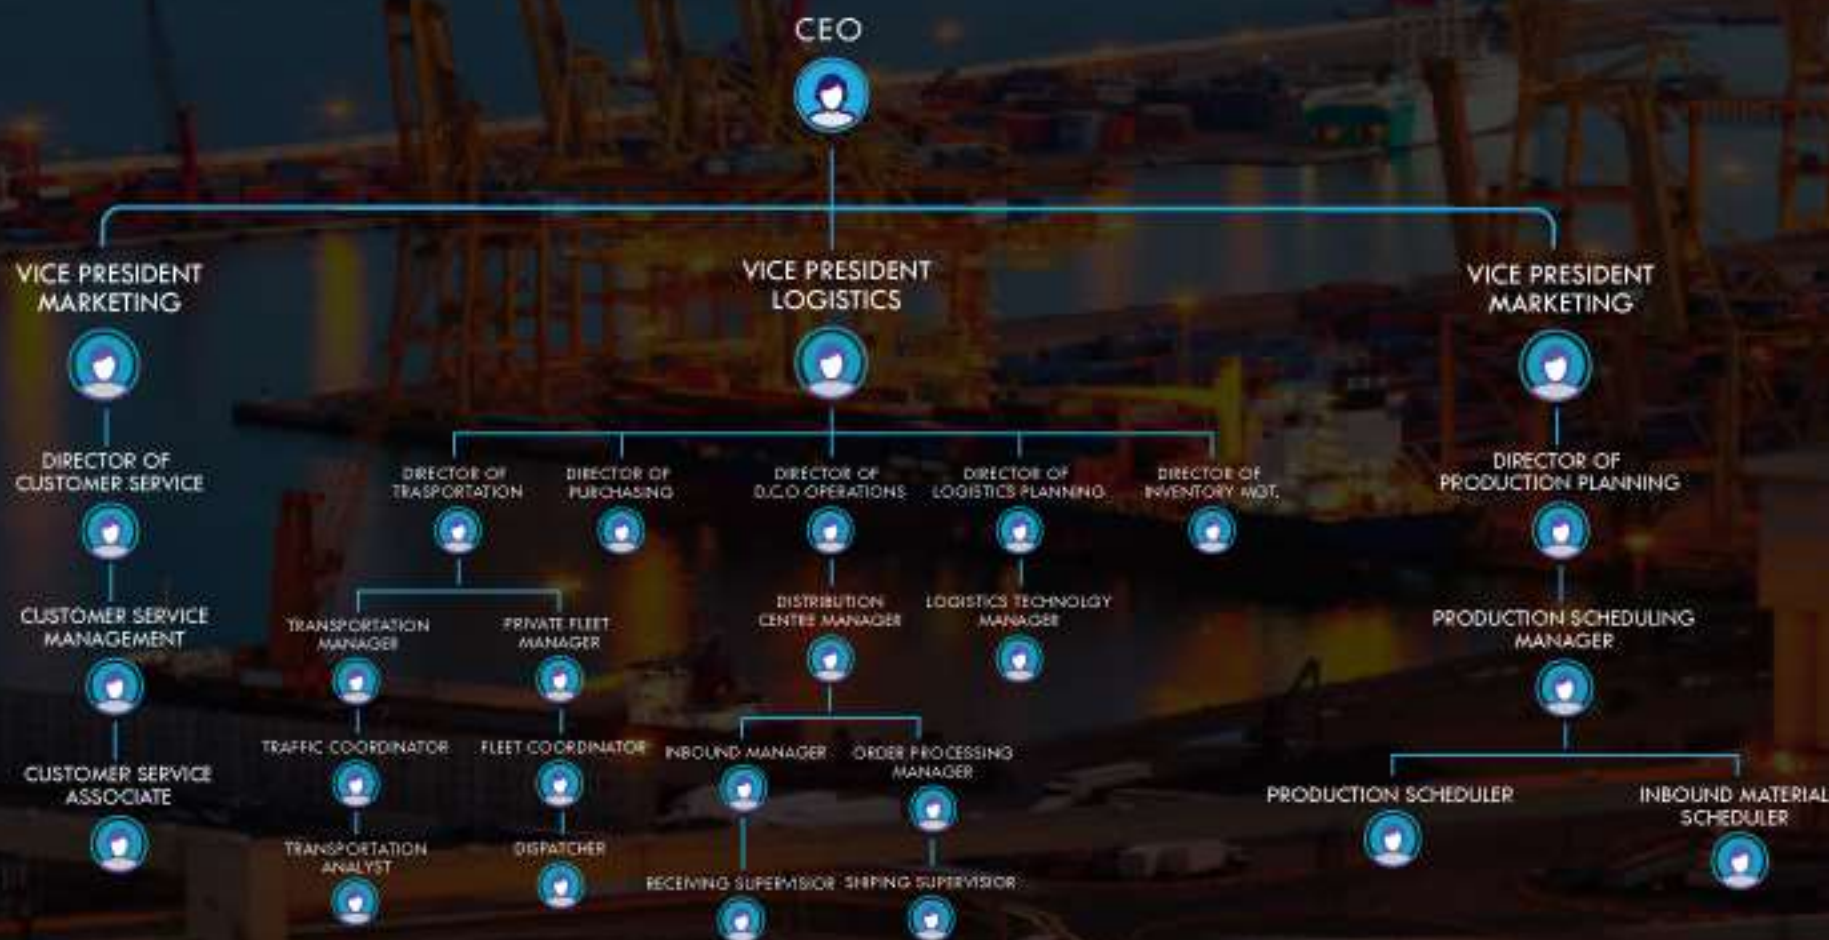 CEO
VICE PRESIDENT
MARKETING
VICE PRESIDENT
LOGISTICS
VICE PRESIDENT
MARKETING
DIRECTOR OF
CUSTOMER SERVICE
DIRECTOR OF
TRASPORTATION
DIRECTOR OF
PURCHASING
DIRECTOR OF
D.C.O OPERATIONS
DIRECTOR OF
LOGISTICS PLANNING
DIRECTOR OF
INVENTORY MGT.
DIRECTOR OF
PRODUCTION PLANNING
CUSTOMER SERVICE
MANAGEMENT
TRANSPORTATION
MANAGER
PRIVATE FLEET
MANAGER
DISTRIBUTION
CENTRE MANAGER
LOGISTICS TECHNOLGY
MANAGER
PRODUCTION SCHEDULING
MANAGER
TRAFFIC COORDINATOR
FLEET COORDINATOR
INBOUND MANAGER
ORDER PROCESSING
MANAGER
CUSTOMER SERVICE
ASSOCIATE
PRODUCTION SCHEDULER
INBOUND MATERIAL
SCHEDULER
TRANSPORTATION
ANALYST
DISPATCHER
RECEIVING SUPERVISIOR
SHIPING SUPERVISIOR